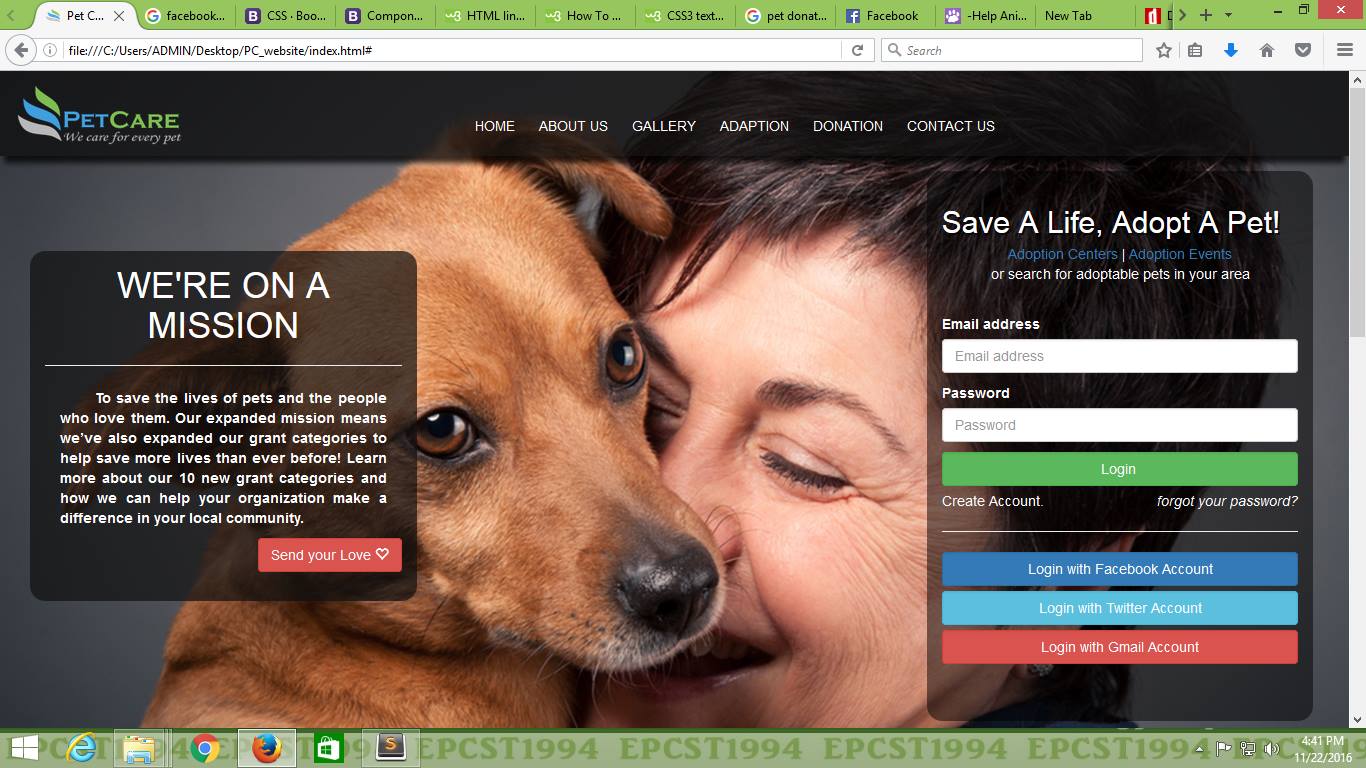 Pet C...
facebook...
CSS · Boo...
Compon...
HTML lin...
How To ...
CSS3 text...
pet donat...
Facebook
-Help Ani...
New Tab
file:///C:/Users/ADMIN/Desktop/PC_website/index.html#
Search
PETCARE
We care for every pet
HOME ABOUT US GALLERY ADAPTION DONATION CONTACT US
WE'RE ON A
MISSION
To save the lives of pets and the people
who love them. Our expanded mission means
we've also expanded our grant categories to
help save more lives than ever before! Learn
more about our 10 new grant categories and
how we can help your organization make a
difference in your local community.
Send your Love
Save A Life, Adopt A Pet!
Adoption Centers | Adoption Events
or search for adoptable pets in your area
Email address
Email address
Password
Password
Login
Create Account. forgot your password?
Login with Facebook Account
Login with Twitter Account
Login with Gmail Account
EPCST1994 EPCST1994 EPCST1994 EPCST1994
4:41 PM
11/22/2016